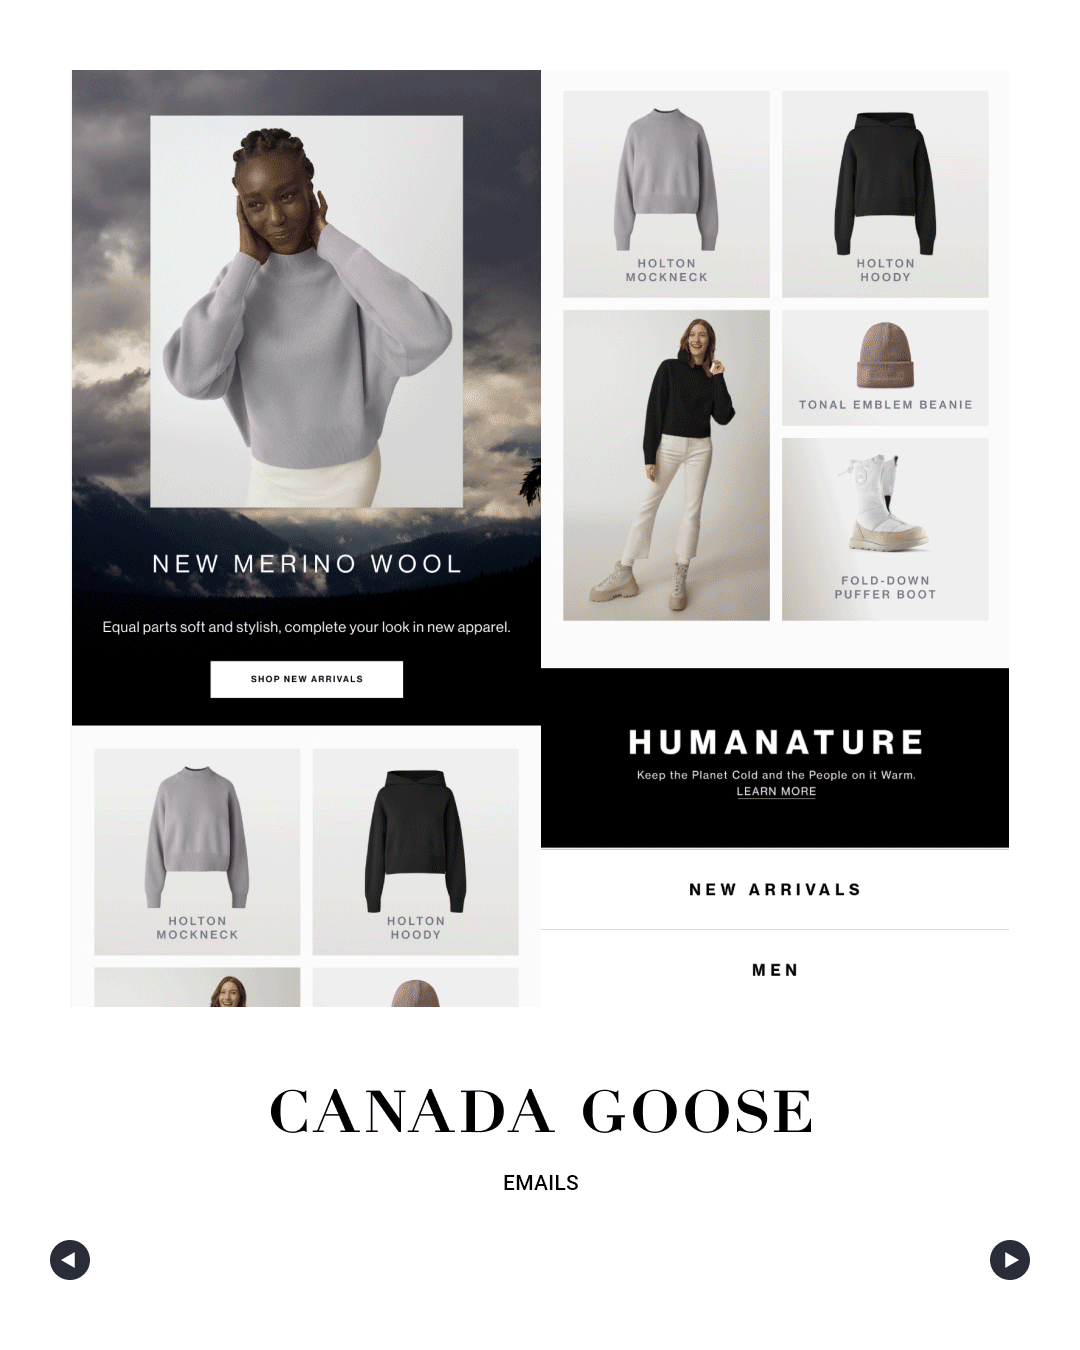 NEW MERINO WOOL
Equal parts soft and stylish, complete your look in new apparel.
SHOP NEW ARRIVALS
HOLTON
MOCKNECK
HOLTON
HOODY
HOLTON
MOCKNECK
HOLTON
HOODY
TONAL EMBLEM BEANIE
FOLD-DOWN
PUFFER BOOT
HUMANATURE
Keep the Planet Cold and the People on it Warm.
LEARN MORE
NEW ARRIVALS
MEN
CANADA GOOSE
EMAILS